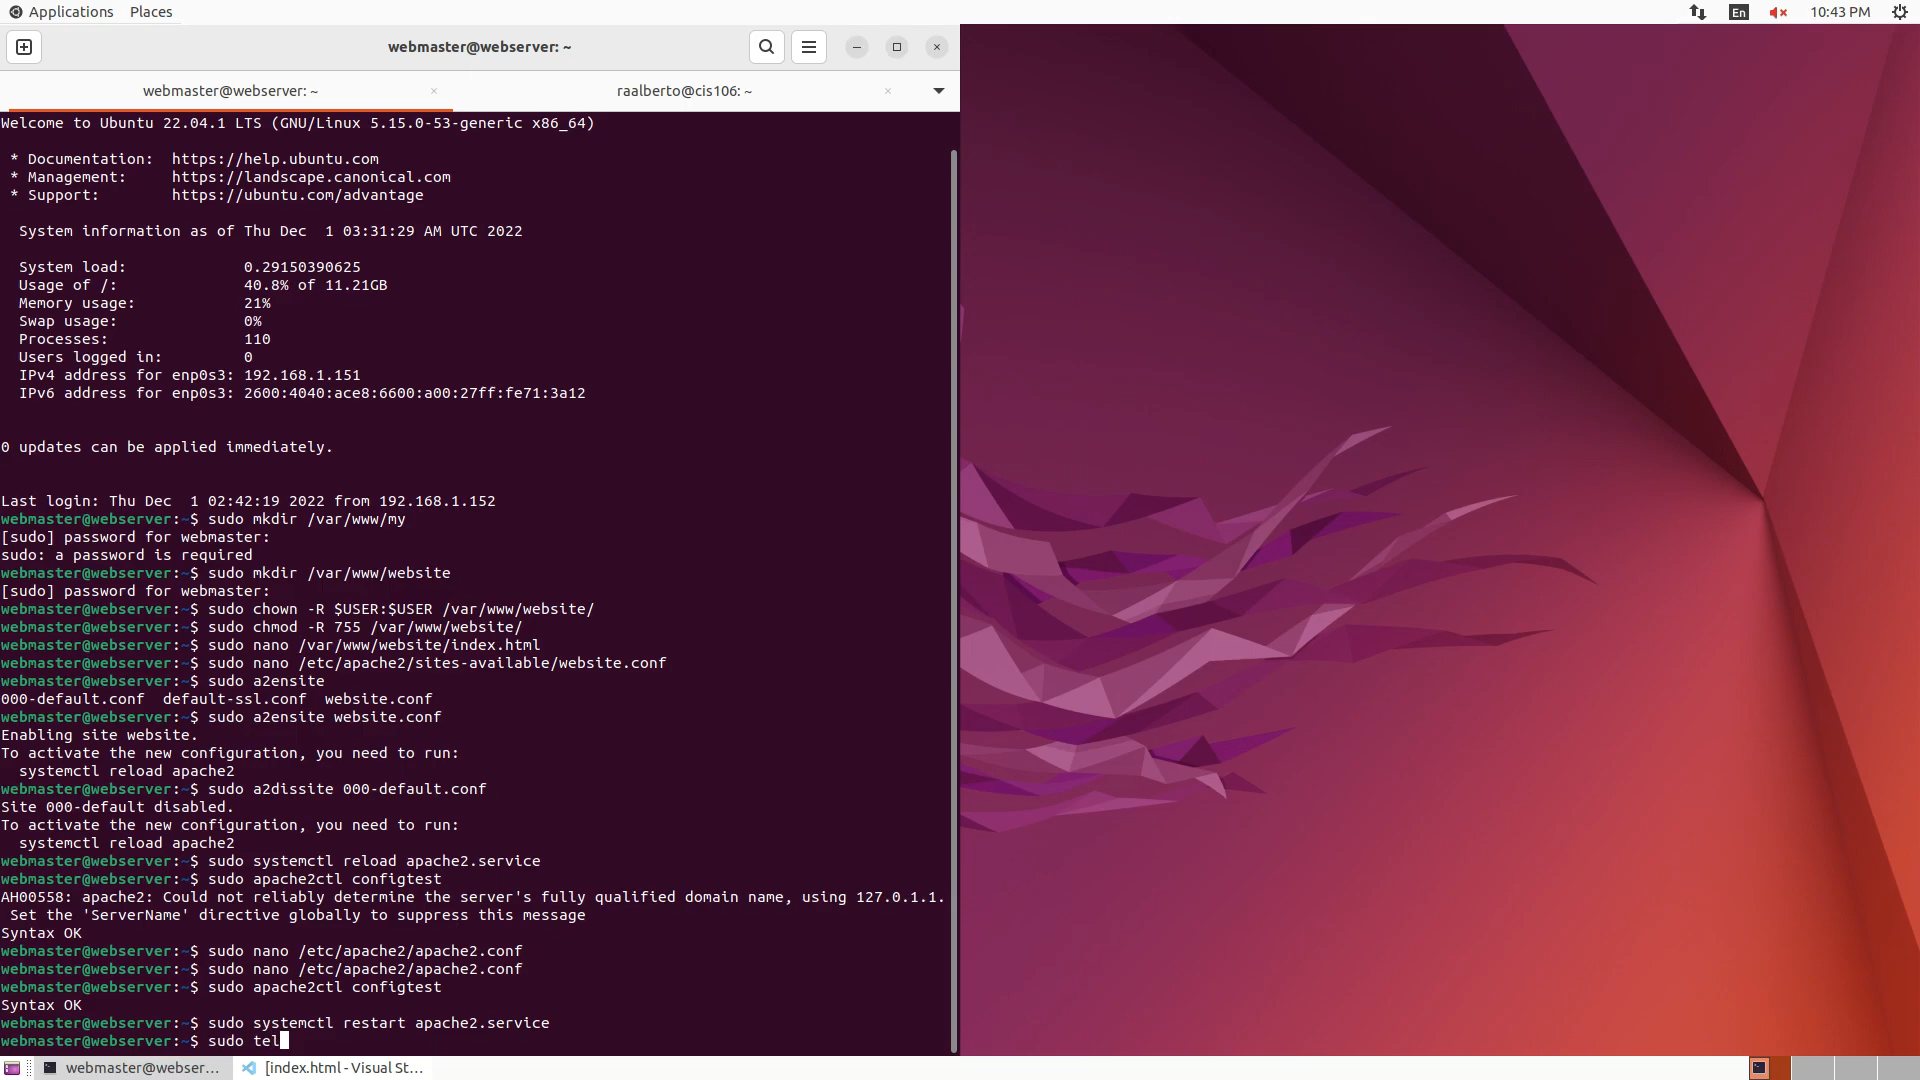 Applications Places En 10:43 PM
webmaster@webserver: ~
webmaster@webserver: ~ × raalberto@cis106: ~ ×
Welcome to Ubuntu 22.04.1 LTS (GNU/Linux 5.15.0-53-generic x86_64)
* Documentation: https://help.ubuntu.com
* Management: https://landscape.canonical.com
* Support: https://ubuntu.com/advantage
System information as of Thu Dec 1 03:31:29 AM UTC 2022
System load: 0.29150390625
Usage of /: 40.8% of 11.21GB
Memory usage: 21%
Swap usage: 0%
Processes: 110
Users logged in: 0
IPv4 address for enp0s3: 192.168.1.151
IPv6 address for enp0s3: 2600:4040:ace8:6600:a00:27ff:fe71:3a12
0 updates can be applied immediately.
Last login: Thu Dec 1 02:42:19 2022 from 192.168.1.152
webmaster@webserver:~$ sudo mkdir /var/www/my
[sudo] password for webmaster:
sudo: a password is required
webmaster@webserver:~$ sudo mkdir /var/www/website
[sudo] password for webmaster:
webmaster@webserver:~$ sudo chown -R $USER:$USER /var/www/website/
webmaster@webserver:~$ sudo chmod -R 755 /var/www/website/
webmaster@webserver:~$ sudo nano /var/www/website/index.html
webmaster@webserver:~$ sudo nano /etc/apache2/sites-available/website.conf
webmaster@webserver:~$ sudo a2ensite
000-default.conf default-ssl.conf website.conf
webmaster@webserver:~$ sudo a2ensite website.conf
Enabling site website.
To activate the new configuration, you need to run:
systemctl reload apache2
webmaster@webserver:~$ sudo a2dissite 000-default.conf
Site 000-default disabled.
To activate the new configuration, you need to run:
systemctl reload apache2
webmaster@webserver:~$ sudo systemctl reload apache2.service
webmaster@webserver:~$ sudo apache2ctl configtest
AH00558: apache2: Could not reliably determine the server's fully qualified domain name, using 127.0.1.1.
Set the 'ServerName' directive globally to suppress this message
Syntax OK
webmaster@webserver:~$ sudo nano /etc/apache2/apache2.conf
webmaster@webserver:~$ sudo nano /etc/apache2/apache2.conf
webmaster@webserver:~$ sudo apache2ctl configtest
Syntax OK
webmaster@webserver:~$ sudo systemctl restart apache2.service
webmaster@webserver:~$ sudo tel
webmaster@webser... [index.html - Visual St...